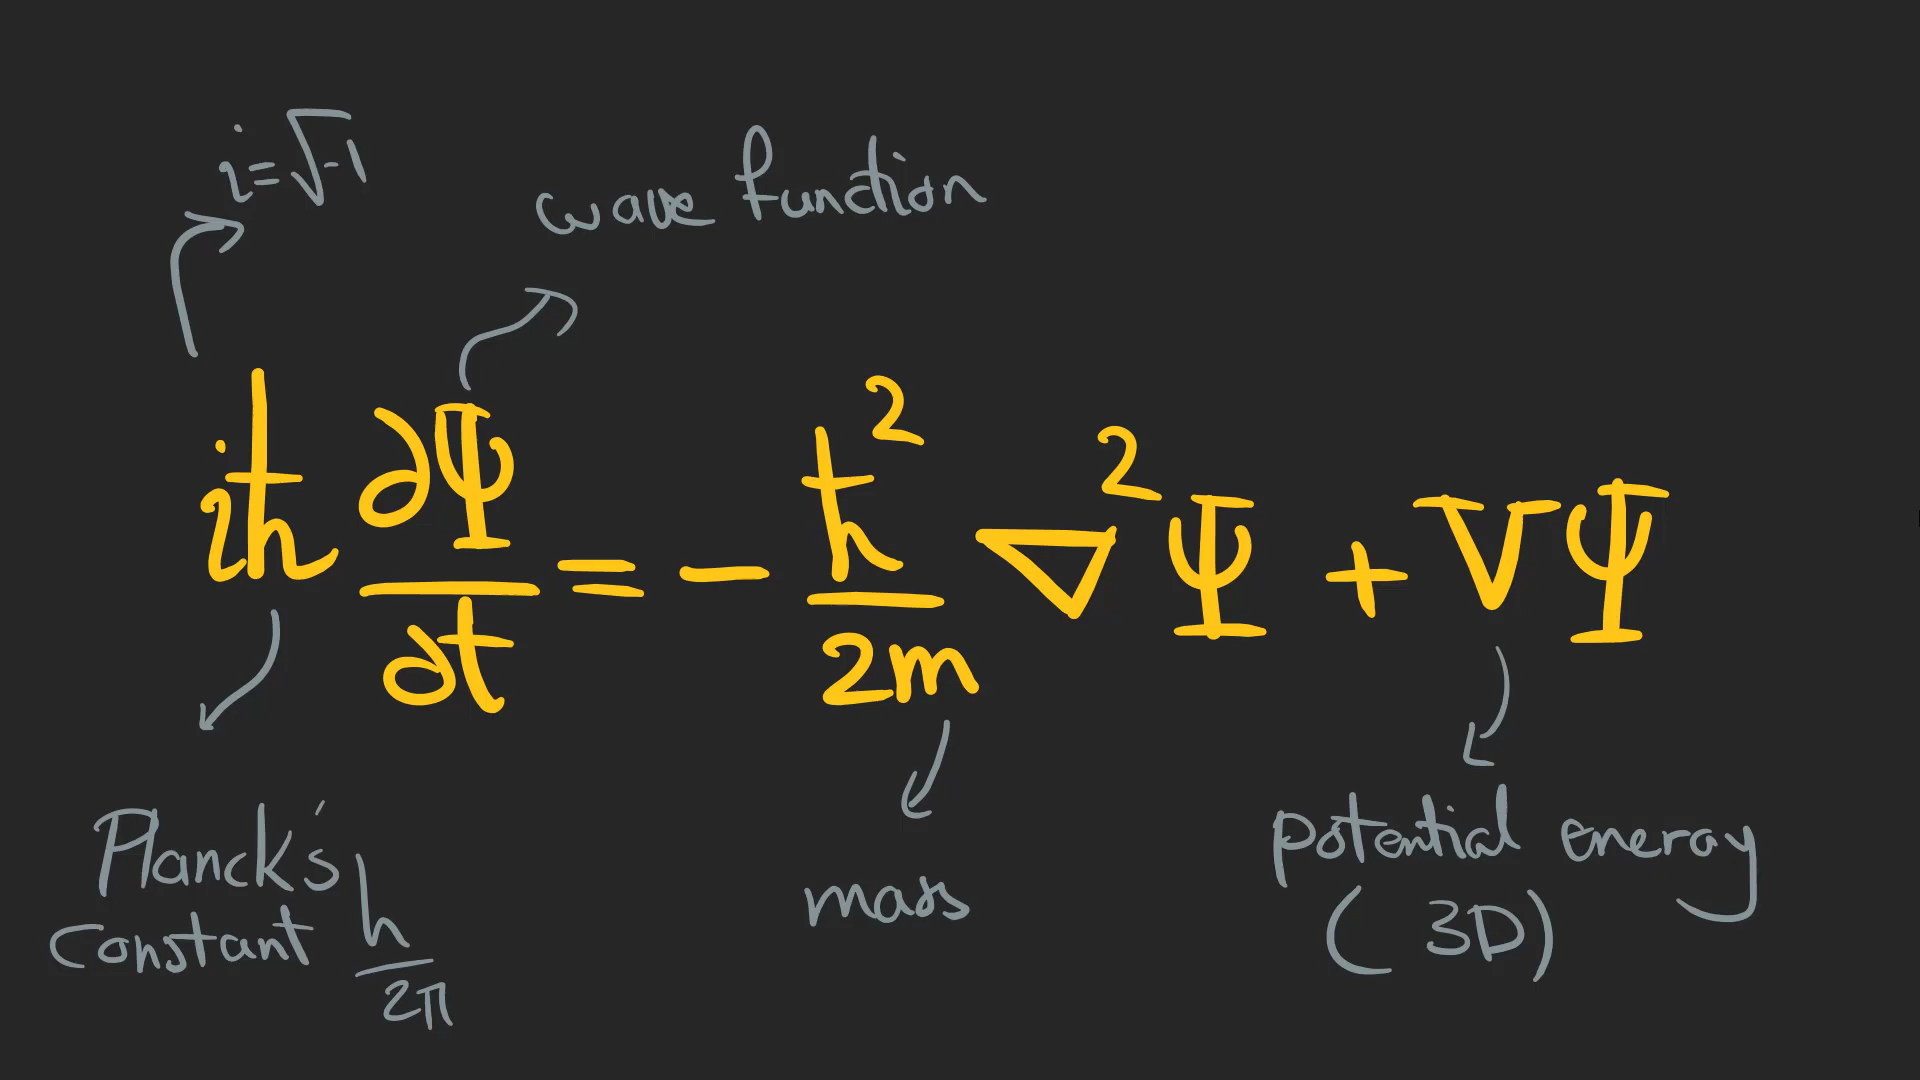 i=√-1
wave function
iħ ∂Ψ/∂t = - ħ²/2m ∇²Ψ + VΨ
Planck's
constant h/2π
mass
potential energy
(3D)